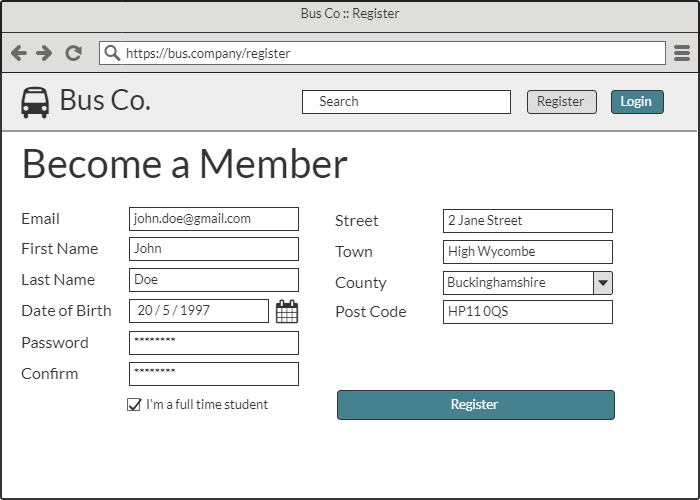 Bus Co :: Register
https://bus.company/register
Bus Co.
Search
Register
Login
Become a Member
Email
john.doe@gmail.com
First Name
John
Last Name
Doe
Date of Birth
20 / 5 / 1997
Password
********
Confirm
********
I'm a full time student
Street
2 Jane Street
Town
High Wycombe
County
Buckinghamshire
Post Code
HP11 0QS
Register